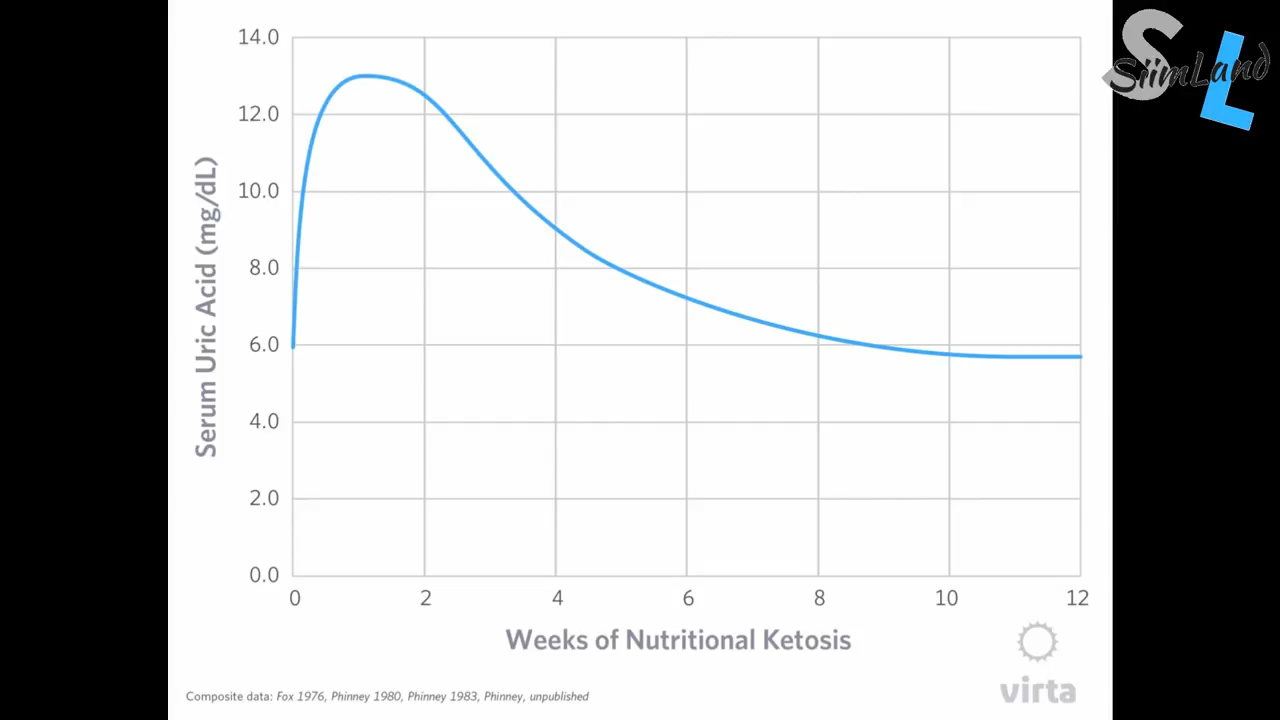 SiimLand
SL
14.0
12.0
10.0
8.0
6.0
4.0
2.0
0.0
Serum Uric Acid (mg/dL)
0 2 4 6 8 10 12
Weeks of Nutritional Ketosis
virta
Composite data: Fox 1976, Phinney 1980, Phinney 1983, Phinney, unpublished